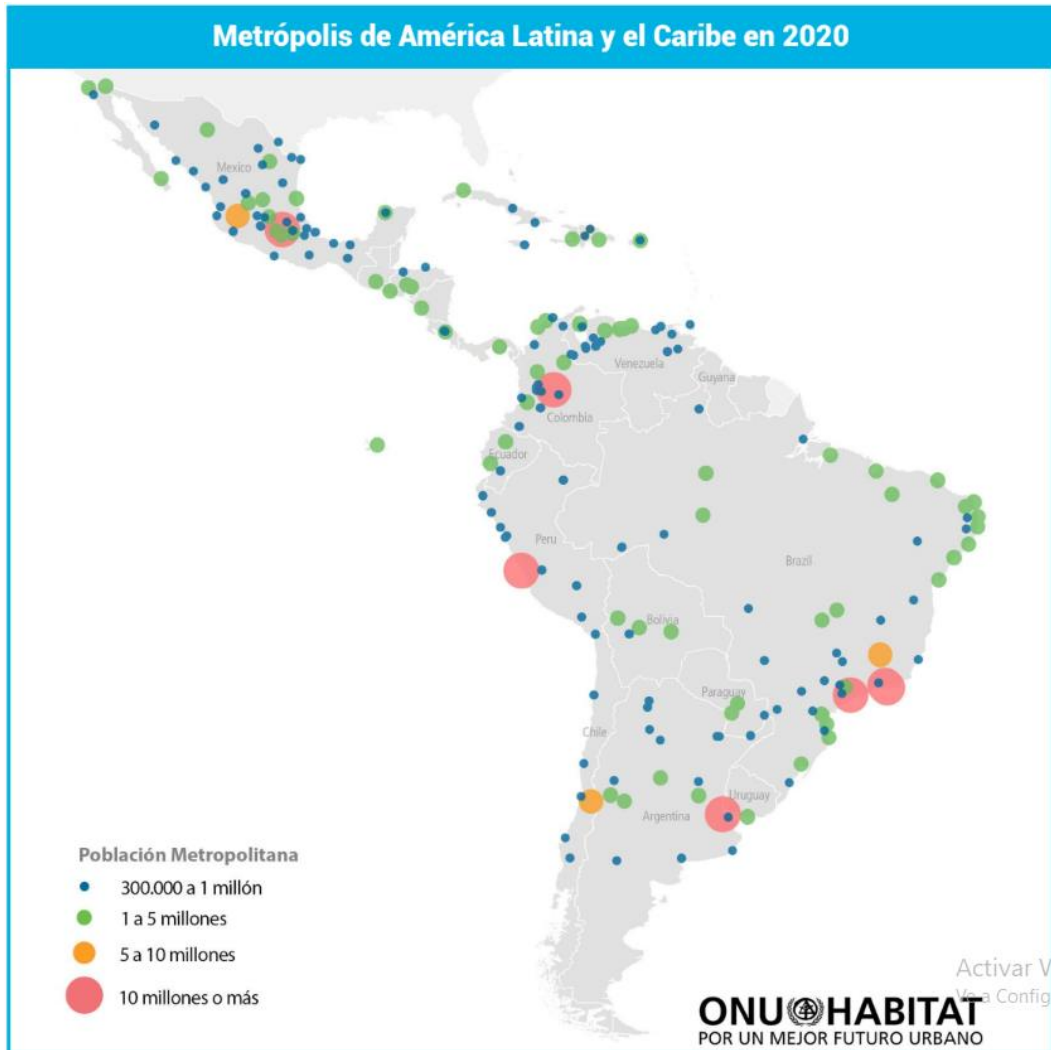 Metrópolis de América Latina y el Caribe en 2020
Mexico
Venezuela
Guyana
Colombia
Ecuador
Peru
Brazil
Bolivia
Paraguay
Chile
Uruguay
Argentina
Población Metropolitana
300.000 a 1 millón
1 a 5 millones
5 a 10 millones
10 millones o más
Activar V
Ve a Config
ONU HABITAT
POR UN MEJOR FUTURO URBANO